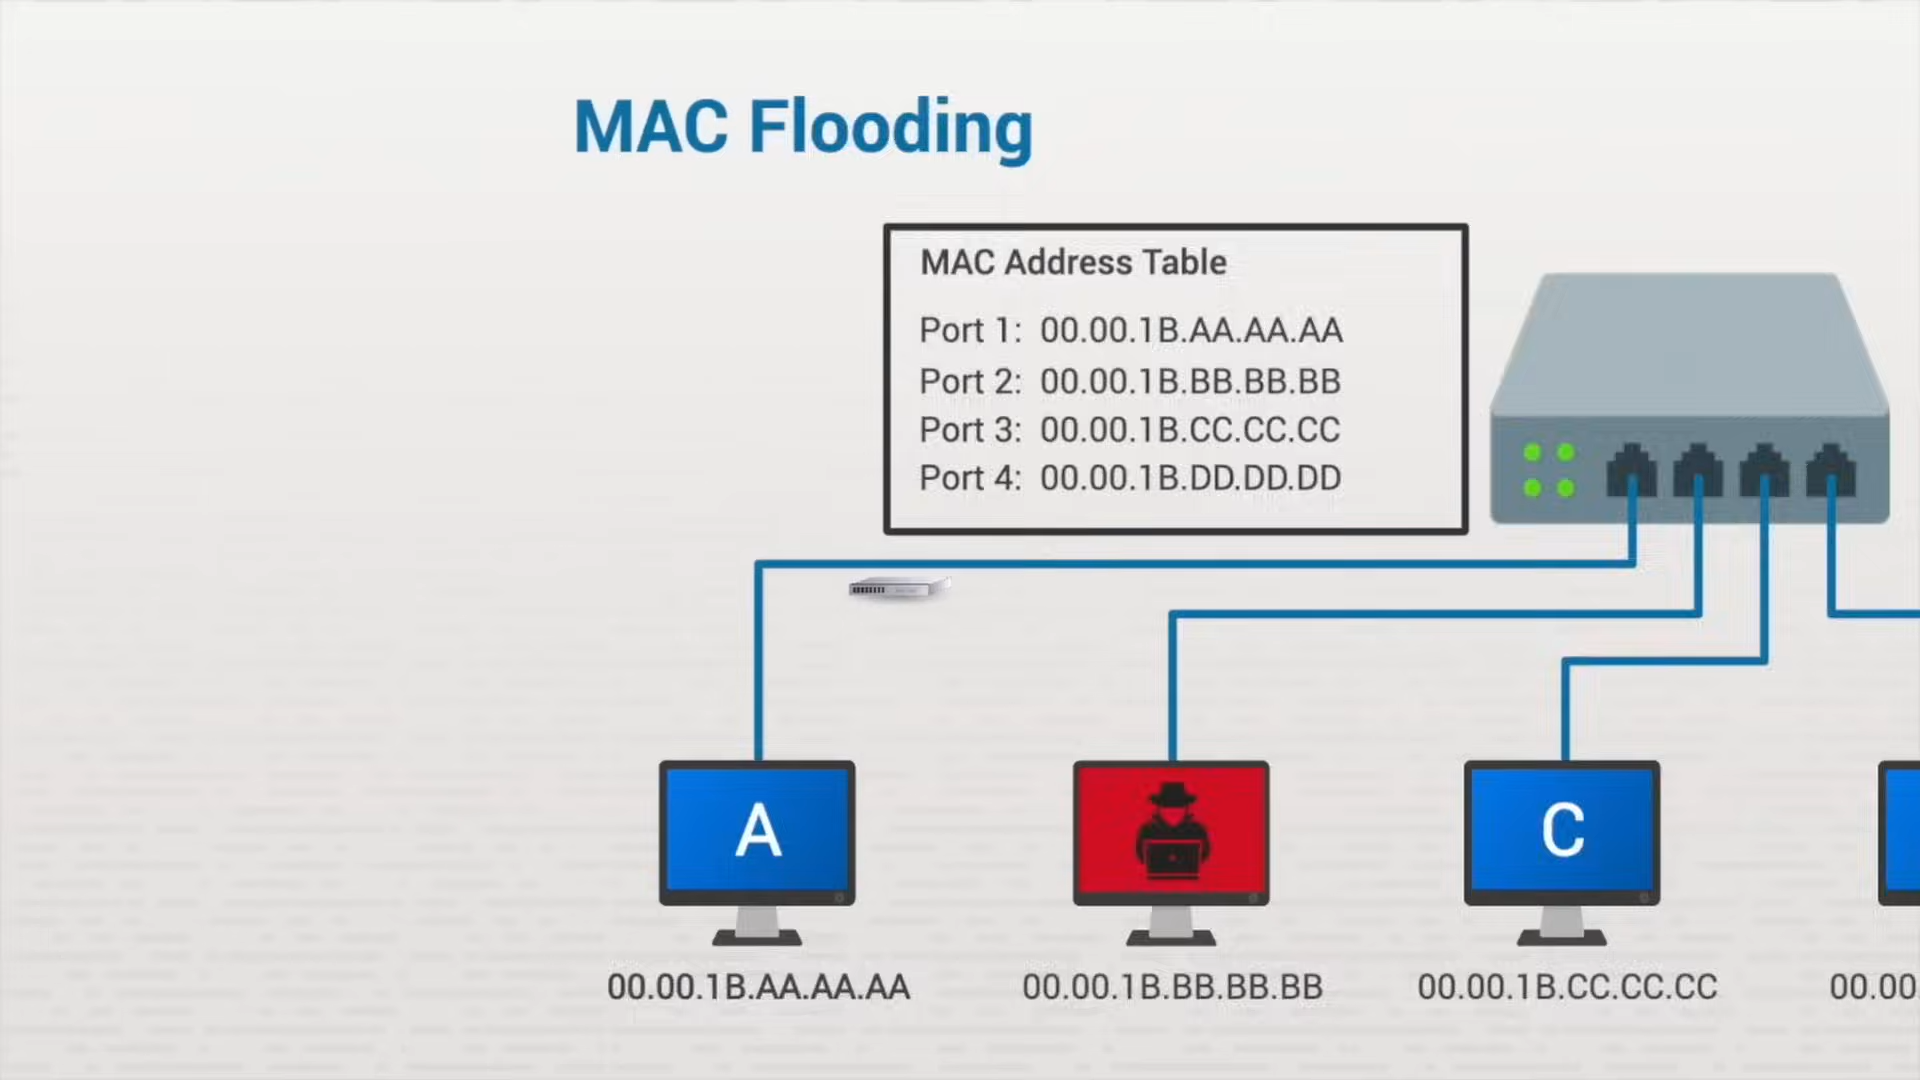 MAC Flooding
MAC Address Table
Port 1: 00.00.1B.AA.AA.AA
Port 2: 00.00.1B.BB.BB.BB
Port 3: 00.00.1B.CC.CC.CC
Port 4: 00.00.1B.DD.DD.DD
A
C
00.00.1B.AA.AA.AA
00.00.1B.BB.BB.BB
00.00.1B.CC.CC.CC
00.00